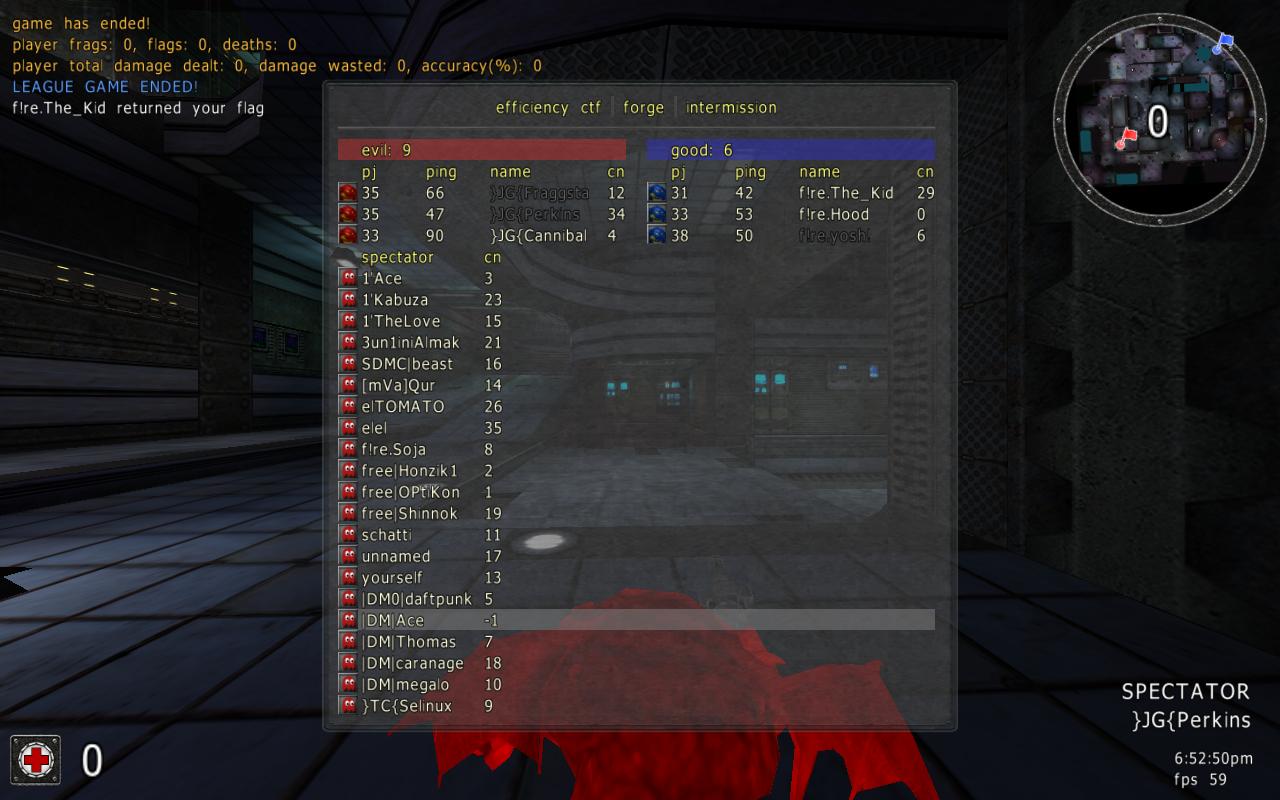 game has ended!
player frags: 0, flags: 0, deaths: 0
player total damage dealt: 0, damage wasted: 0, accuracy(%): 0
LEAGUE GAME ENDED!
f!re.The_Kid returned your flag
efficiency ctf | forge | intermission
evil: 9 good: 6
pj ping name cn pj ping name cn
35 66 }JG{Fraggsta 12 31 42 f!re.The_Kid 29
35 47 }JG{Perkins 34 33 53 f!re.Hood 0
33 90 }JG{Cannibal 4 38 50 f!re.yosh! 6
spectator cn
1'Ace 3
1'Kabuza 23
1'TheLove 15
3un1iniAlmak 21
SDMC|beast 16
[mVa]Qur 14
elTOMATO 26
elel 35
f!re.Soja 8
free|Honzik1 2
free|OPtiKon 1
free|Shinnok 19
schatti 11
unnamed 17
yourself 13
|DM0|daftpunk 5
|DM|Ace -1
|DM|Thomas 7
|DM|caranage 18
|DM|megalo 10
}TC{Selinux 9
0
0
SPECTATOR
}JG{Perkins
6:52:50pm
fps 59